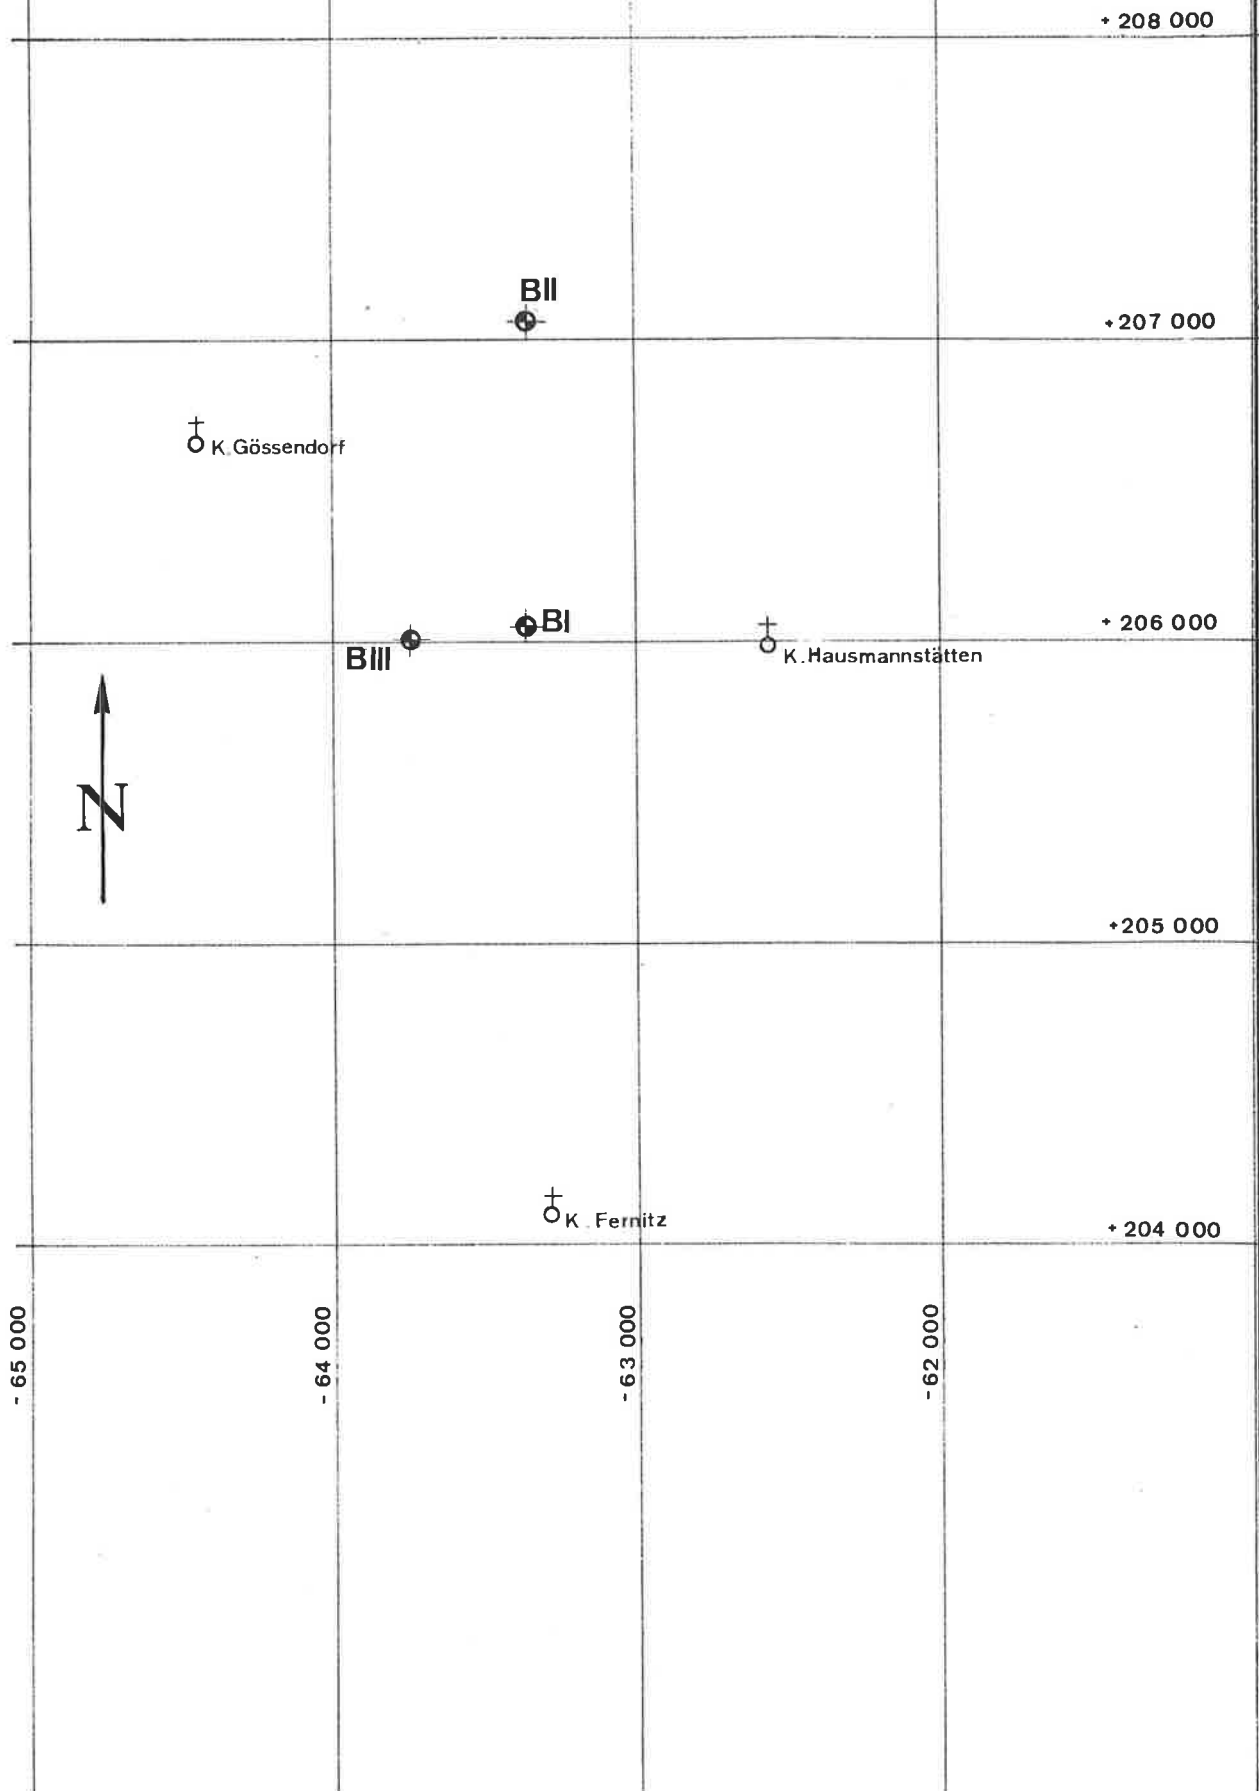 + 208 000
BII
+ 207 000
K. Gössendorf
BI
+ 206 000
BIII
K. Hausmannstätten
N
+ 205 000
K. Fernitz
+ 204 000
- 65 000
- 64 000
- 63 000
- 62 000